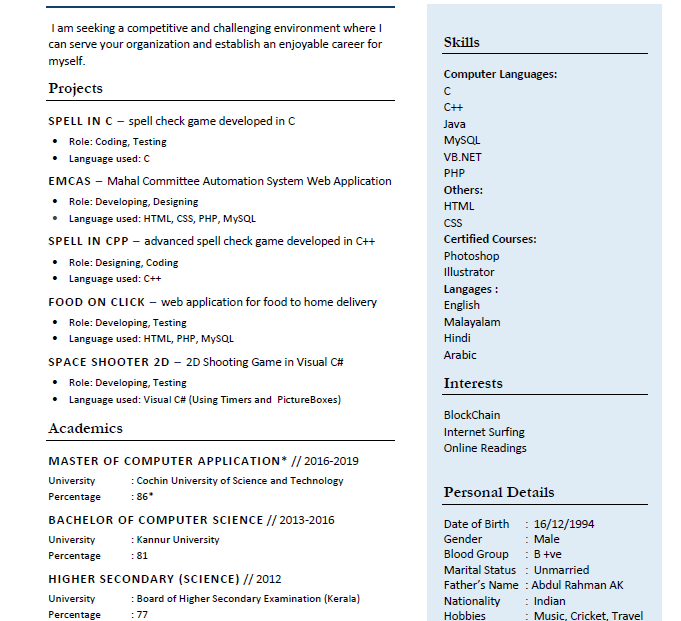 I am seeking a competitive and challenging environment where I
can serve your organization and establish an enjoyable career for
myself.
Projects
SPELL IN C – spell check game developed in C
• Role: Coding, Testing
• Language used: C
EMCAS – Mahal Committee Automation System Web Application
• Role: Developing, Designing
• Language used: HTML, CSS, PHP, MySQL
SPELL IN CPP – advanced spell check game developed in C++
• Role: Designing, Coding
• Language used: C++
FOOD ON CLICK – web application for food to home delivery
• Role: Developing, Testing
• Language used: HTML, PHP, MySQL
SPACE SHOOTER 2D – 2D Shooting Game in Visual C#
• Role: Developing, Testing
• Language used: Visual C# (Using Timers and PictureBoxes)
Academics
MASTER OF COMPUTER APPLICATION* // 2016-2019
University : Cochin University of Science and Technology
Percentage : 86*
BACHELOR OF COMPUTER SCIENCE // 2013-2016
University : Kannur University
Percentage : 81
HIGHER SECONDARY (SCIENCE) // 2012
University : Board of Higher Secondary Examination (Kerala)
Percentage : 77
Skills
Computer Languages:
C
C++
Java
MySQL
VB.NET
PHP
Others:
HTML
CSS
Certified Courses:
Photoshop
Illustrator
Langages :
English
Malayalam
Hindi
Arabic
Interests
BlockChain
Internet Surfing
Online Readings
Personal Details
Date of Birth : 16/12/1994
Gender : Male
Blood Group : B +ve
Marital Status : Unmarried
Father's Name : Abdul Rahman AK
Nationality : Indian
Hobbies : Music, Cricket, Travel